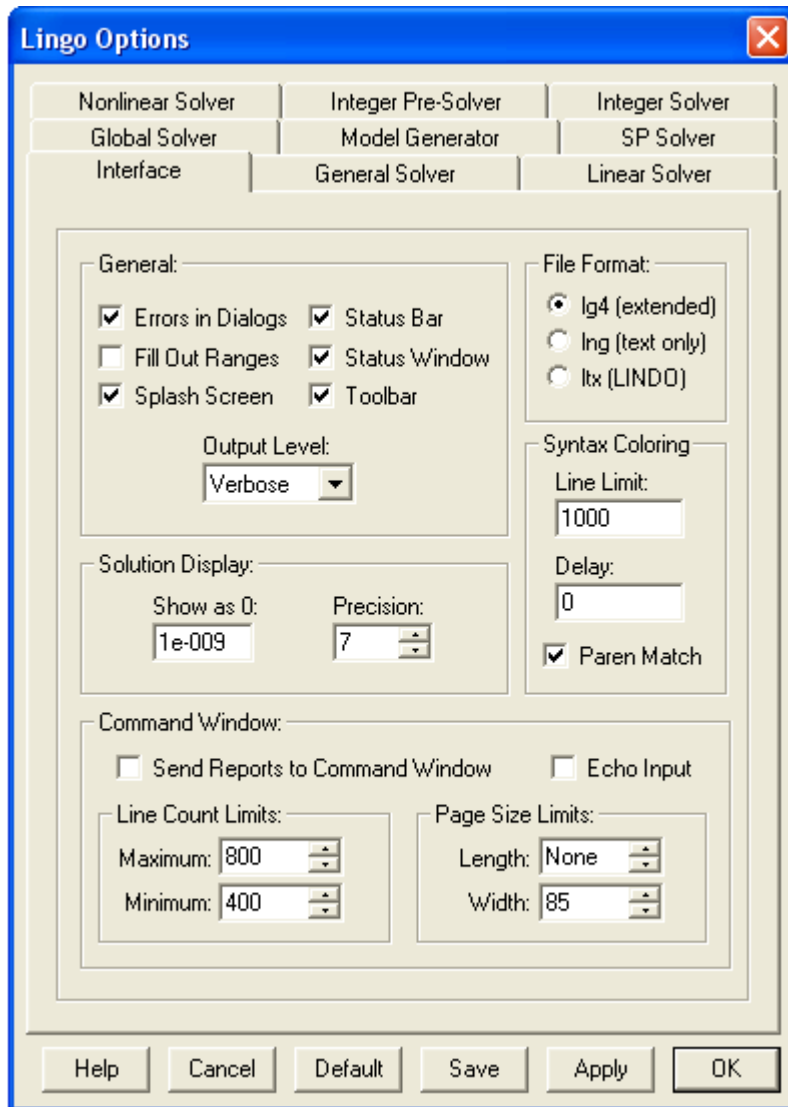 Lingo Options
Nonlinear Solver Integer Pre-Solver Integer Solver
Global Solver Model Generator SP Solver
Interface General Solver Linear Solver
General:
Errors in Dialogs Status Bar
Fill Out Ranges Status Window
Splash Screen Toolbar
Output Level:
Verbose
File Format:
lg4 (extended)
lng (text only)
ltx (LINDO)
Syntax Coloring
Line Limit:
1000
Delay:
0
Paren Match
Solution Display:
Show as 0: Precision:
1e-009 7
Command Window:
Send Reports to Command Window Echo Input
Line Count Limits:
Maximum: 800
Minimum: 400
Page Size Limits:
Length: None
Width: 85
Help Cancel Default Save Apply OK